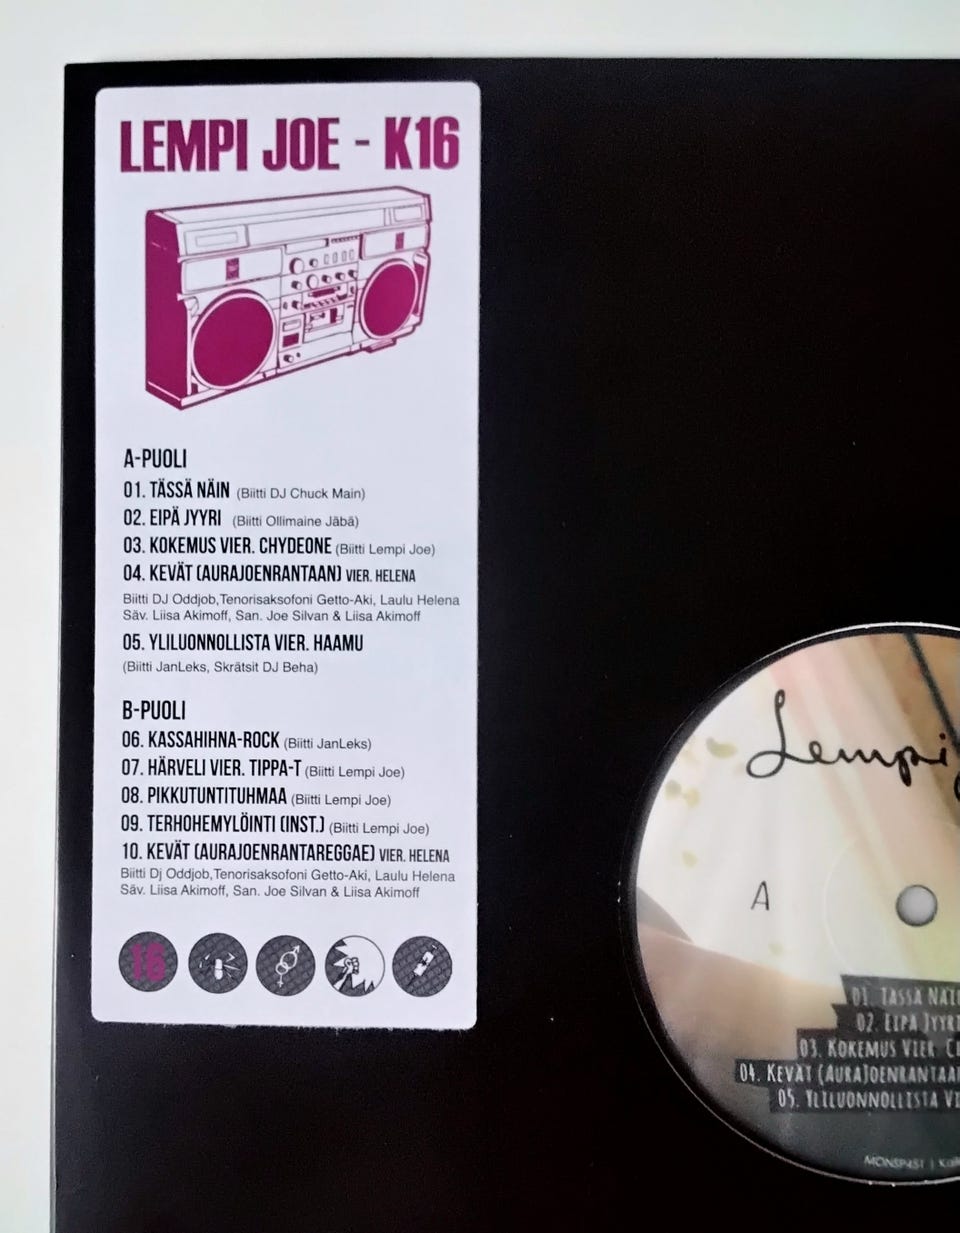 LEMPI JOE - K16
A-PUOLI
01. TÄSSÄ NÄIN (Biitti DJ Chuck Main)
02. EIPÄ JYYRI (Biitti Ollimaine Jäbä)
03. KOKEMUS VIER. CHYDEONE (Biitti Lempi Joe)
04. KEVÄT (AURAJOENRANTAAN) VIER. HELENA
Biitti DJ Oddjob,Tenorisaksofoni Getto-Aki, Laulu Helena
Säv. Liisa Akimoff, San. Joe Silvan & Liisa Akimoff
05. YLILUONNOLLISTA VIER. HAAMU
(Biitti JanLeks, Skrätsit DJ Beha)
B-PUOLI
06. KASSAHIHNA-ROCK (Biitti JanLeks)
07. HÄRVELI VIER. TIPPA-T (Biitti Lempi Joe)
08. PIKKUTUNTITUHMAA (Biitti Lempi Joe)
09. TERHOHEMYLÖINTI (INST.) (Biitti Lempi Joe)
10. KEVÄT (AURAJOENRANTAREGGAE) VIER. HELENA
Biitti Dj Oddjob,Tenorisaksofoni Getto-Aki, Laulu Helena
Säv. Liisa Akimoff, San. Joe Silvan & Liisa Akimoff
16
Lempi
A
01. TÄSSÄ NÄI
02. EIPÄ JYYRI
03. KOKEMUS VIER. C
04. KEVÄT (AURAJOENRANTAA
05. YLILUONNOLLISTA VI